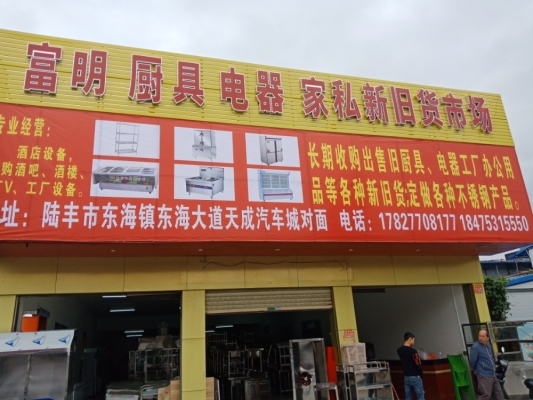 富明 厨具 电器 家私新旧货市场
专业经营:
酒店设备,
购酒吧、酒楼、
TV、工厂设备。
长期收购出售旧厨具、电器工厂办公用
品等各种新旧货;定做各种不锈钢产品。
址:陆丰市东海镇东海大道天成汽车城对面 电话:17827708177 18475315550